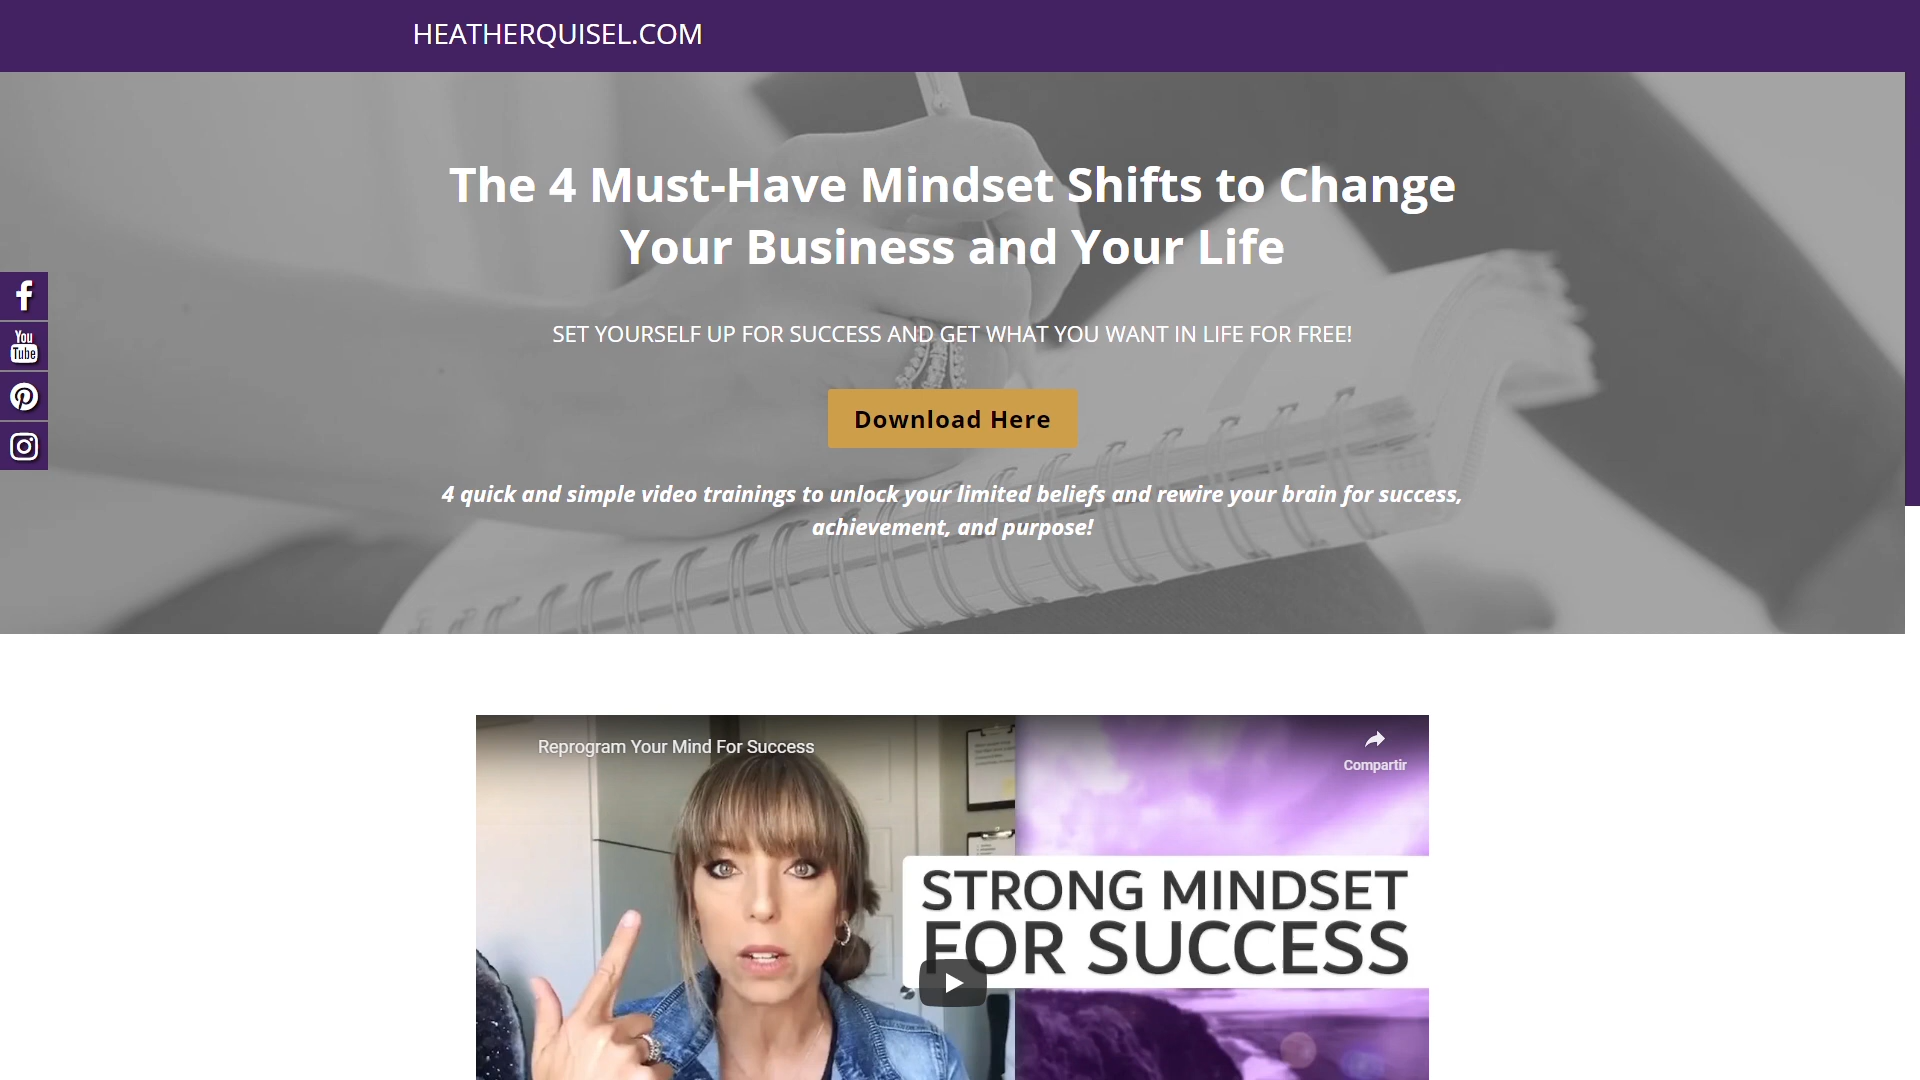 HEATHERQUISEL.COM
The 4 Must-Have Mindset Shifts to Change
Your Business and Your Life
SET YOURSELF UP FOR SUCCESS AND GET WHAT YOU WANT IN LIFE FOR FREE!
Download Here
4 quick and simple video trainings to unlock your limited beliefs and rewire your brain for success,
achievement, and purpose!
You
Tube
Reprogram Your Mind For Success
Compartir
STRONG MINDSET
FOR SUCCESS